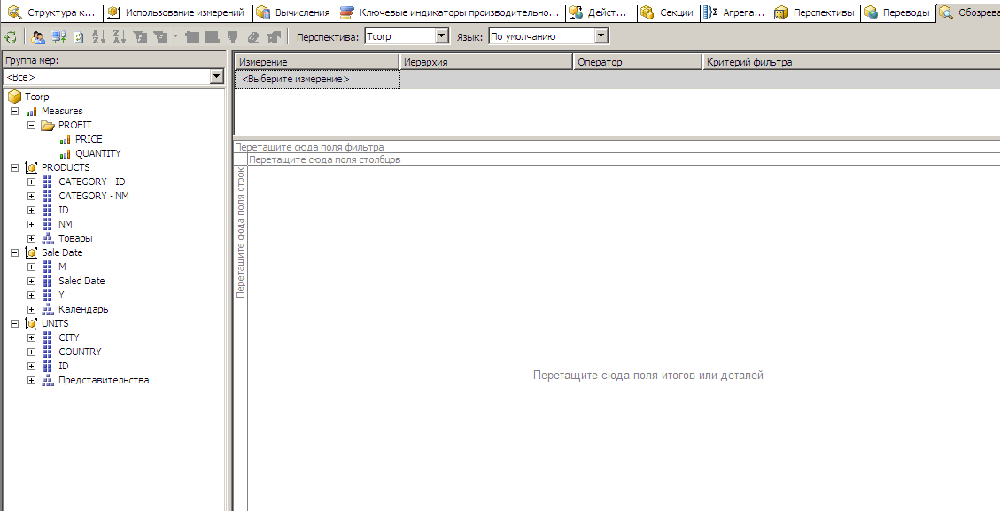 Структура к... Использование измерений Вычисления Ключевые индикаторы производительно... Дейст... Секции Агрега... Перспективы Переводы Обозрева
Перспектива: Tcorp Язык: По умолчанию
Группа мер:
<Все>
Tcorp
Measures
PROFIT
PRICE
QUANTITY
PRODUCTS
CATEGORY - ID
CATEGORY - NM
ID
NM
Товары
Sale Date
M
Saled Date
Y
Календарь
UNITS
CITY
COUNTRY
ID
Представительства
Измерение Иерархия Оператор Критерий фильтра
<Выберите измерение>
Перетащите сюда поля фильтра
Перетащите сюда поля столбцов
Перетащите сюда поля строк
Перетащите сюда поля итогов или деталей